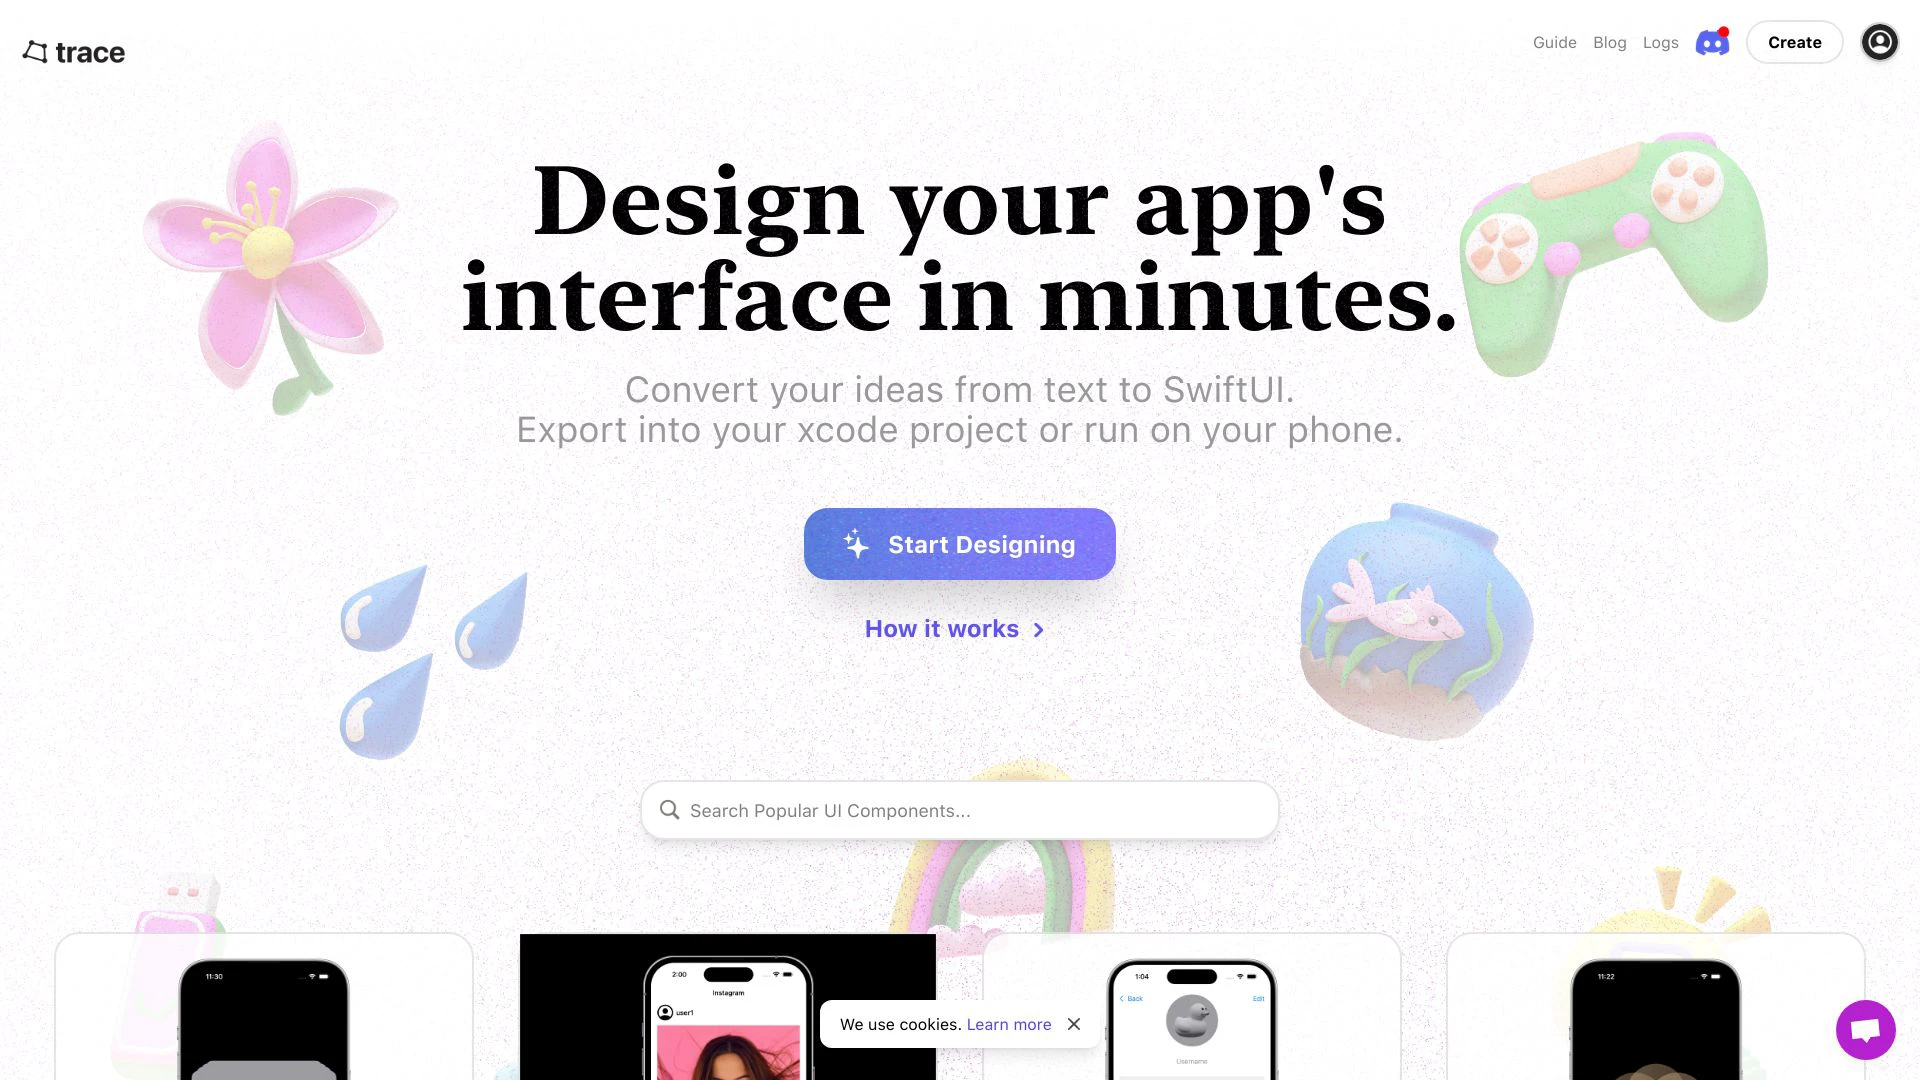 trace
Guide
Blog
Logs
Create
Design your app's
interface in minutes.
Convert your ideas from text to SwiftUI.
Export into your xcode project or run on your phone.
Start Designing
How it works
Search Popular UI Components...
11:30
2:00
Instagram
user1
1:04
Back
Edit
Username
11:22
We use cookies. Learn more